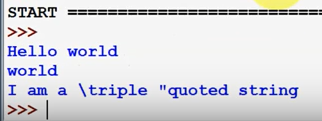 START ============================
>>>
Hello world
world
I am a \triple "quoted string
>>>